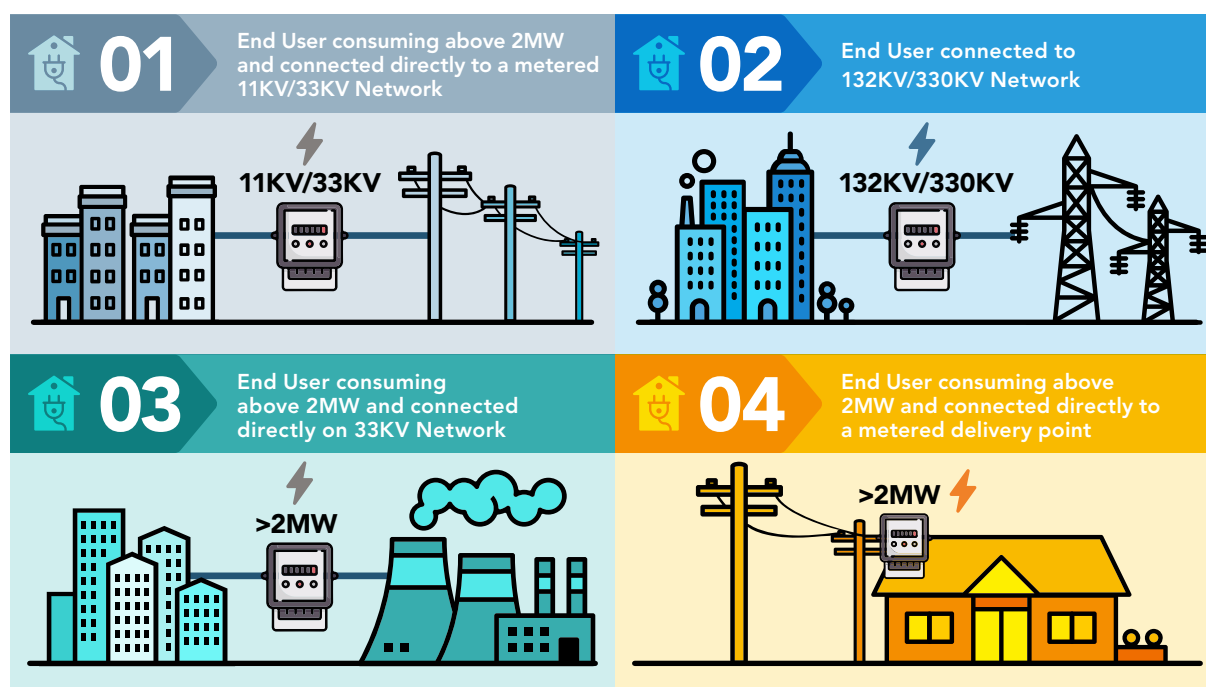 01
End User consuming above 2MW
and connected directly to a metered
11KV/33KV Network
11KV/33KV
02
End User connected to
132KV/330KV Network
132KV/330KV
03
End User consuming
above 2MW and connected
directly on 33KV Network
>2MW
04
End User consuming above
2MW and connected directly to
a metered delivery point
>2MW